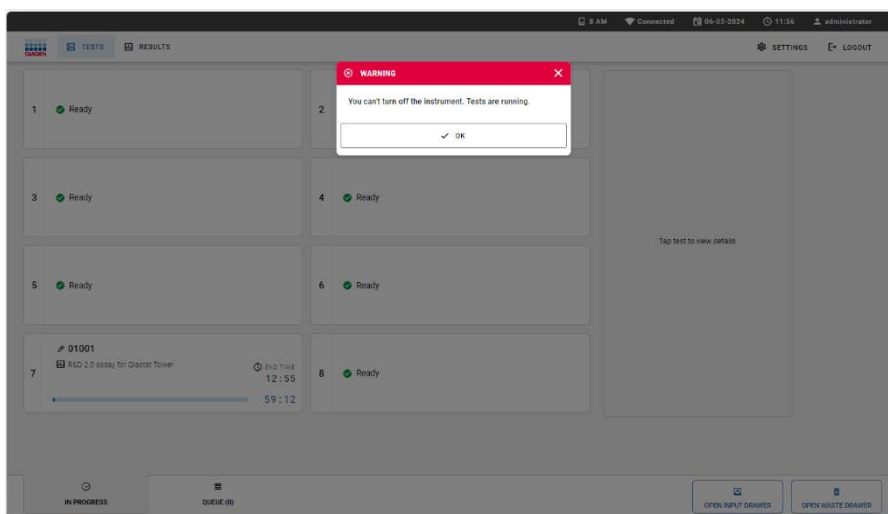 8 AM Connected 06-03-2024 11:56 administrator
QIAGEN TESTS RESULTS SETTINGS LOGOUT
WARNING
You can't turn off the instrument. Tests are running.
OK
1 Ready
2
3 Ready
4 Ready
Tap test to view details
5 Ready
6 Ready
7
01001
R&D 2.0 assay for Qiastat Tower
END TIME
12:55
59:12
8 Ready
IN PROGRESS
QUEUE (0)
OPEN INPUT DRAWER
OPEN WASTE DRAWER